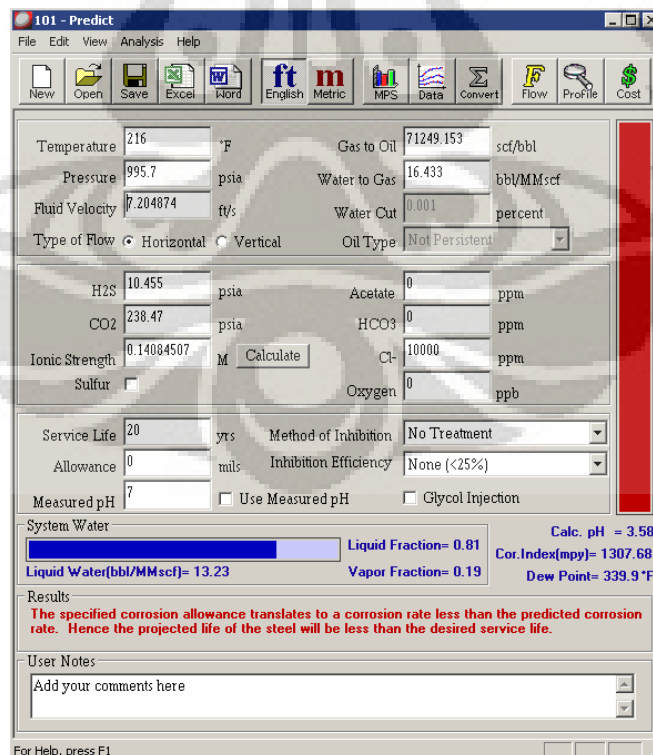 101 - Predict
File Edit View Analysis Help
ft m F $
New Open Save Excel Word English Metric MPS Data Convert Flow Profile Cost
Temperature 216 °F Gas to Oil 71249.153 scf/bbl
Pressure 995.7 psia Water to Gas 16.433 bbl/MMscf
Fluid Velocity 7.204874 ft/s Water Cut 0.001 percent
Type of Flow Horizontal Vertical Oil Type Not Persistent
H2S 10.455 psia Acetate 0 ppm
CO2 238.47 psia HCO3 0 ppm
Ionic Strength 0.14084507 M Calculate Cl- 10000 ppm
Sulfur Oxygen 0 ppb
Service Life 20 yrs Method of Inhibition No Treatment
Allowance 0 mils Inhibition Efficiency None (<25%)
Measured pH 7 Use Measured pH Glycol Injection
System Water
Liquid Fraction= 0.81 Calc. pH = 3.58
Cor.Index(mpy)= 1307.68
Liquid Water(bbl/MMscf)= 13.23 Vapor Fraction= 0.19 Dew Point= 339.9 °F
Results
The specified corrosion allowance translates to a corrosion rate less than the predicted corrosion
rate. Hence the projected life of the steel will be less than the desired service life.
User Notes
Add your comments here
For Help, press F1